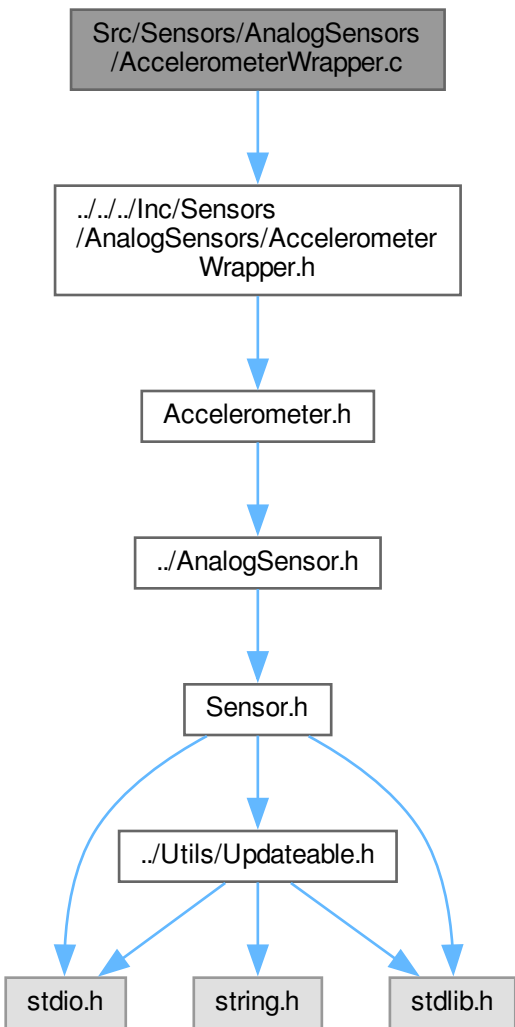 Src/Sensors/AnalogSensors
/AccelerometerWrapper.c
../../../Inc/Sensors
/AnalogSensors/Accelerometer
Wrapper.h
Accelerometer.h
../AnalogSensor.h
Sensor.h
../Utils/Updateable.h
stdio.h
string.h
stdlib.h